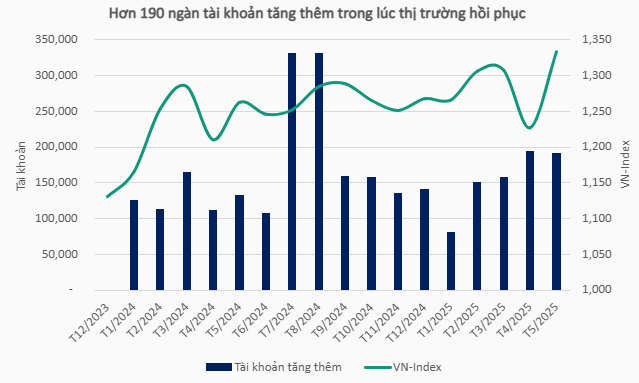 Hơn 190 ngàn tài khoản tăng thêm trong lúc thị trường hồi phục
350,000
300,000
250,000
200,000
150,000
100,000
50,000
-
Tài khoản
1,350
1,300
1,250
1,200
1,150
1,100
1,050
1,000
VN-Index
T12/2023
T1/2024
T2/2024
T3/2024
T4/2024
T5/2024
T6/2024
T7/2024
T8/2024
T9/2024
T10/2024
T11/2024
T12/2024
T1/2025
T2/2025
T3/2025
T4/2025
T5/2025
Tài khoản tăng thêm
VN-Index